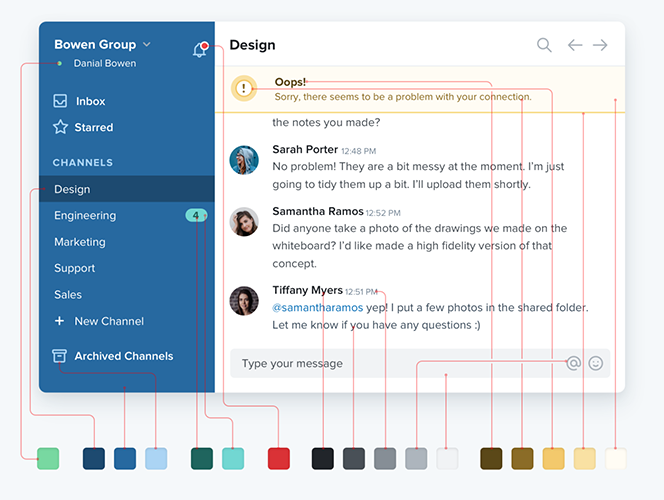 Bowen Group
Danial Bowen
Inbox
Starred
CHANNELS
Design
Engineering 4
Marketing
Support
Sales
+ New Channel
Archived Channels
Design
!
Oops!
Sorry, there seems to be a problem with your connection.
the notes you made?
Sarah Porter 12:48 PM
No problem! They are a bit messy at the moment. I’m just
going to tidy them up a bit. I’ll upload them shortly.
Samantha Ramos 12:52 PM
Did anyone take a photo of the drawings we made on the
whiteboard? I’d like made a high fidelity version of that
concept.
Tiffany Myers 12:51 PM
@samantharamos yep! I put a few photos in the shared folder.
Let me know if you have any questions :)
Type your message @